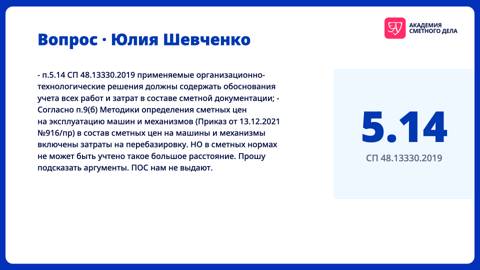 Вопрос · Юлия Шевченко
АКАДЕМИЯ
СМЕТНОГО ДЕЛА
- п.5.14 СП 48.13330.2019 применяемые организационно-
технологические решения должны содержать обоснования
учета всех работ и затрат в составе сметной документации; -
Согласно п.9(б) Методики определения сметных цен
на эксплуатацию машин и механизмов (Приказ от 13.12.2021
№916/пр) в состав сметных цен на машины и механизмы
включены затраты на перебазировку. НО в сметных нормах
не может быть учтено такое большое расстояние. Прошу
подсказать аргументы. ПОС нам не выдают.
5.14
СП 48.13330.2019